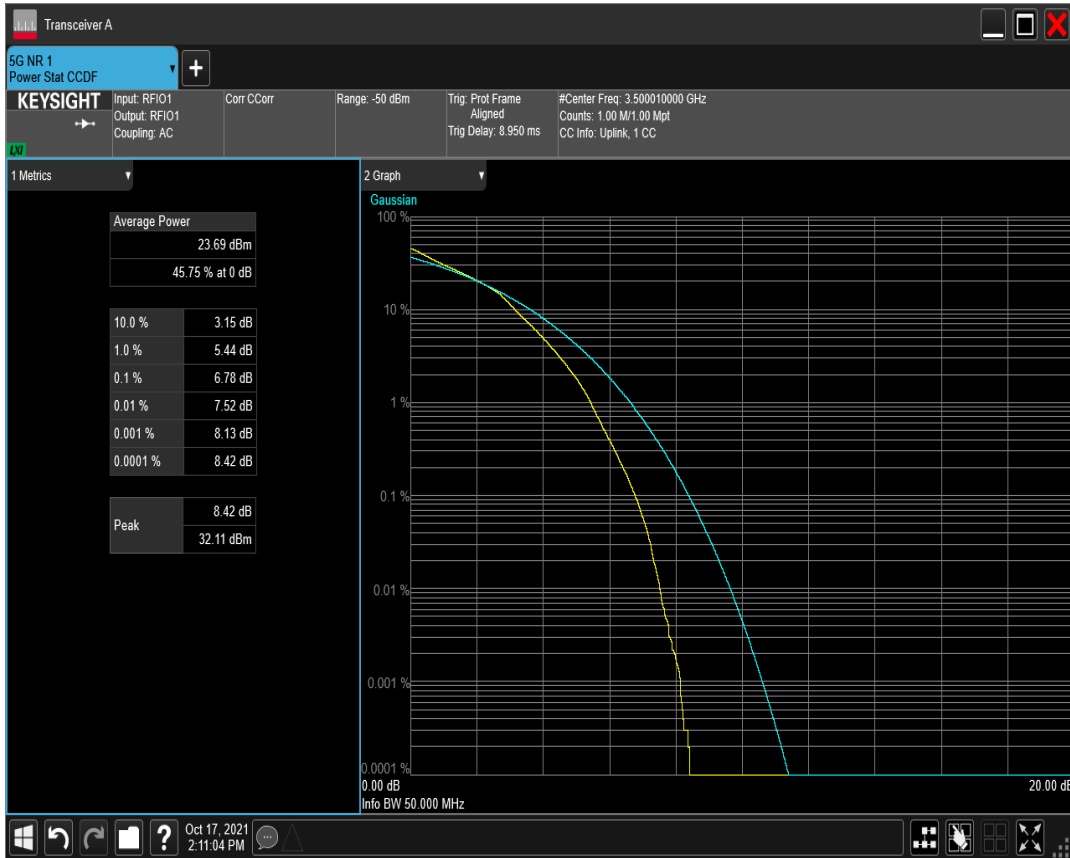 Transceiver A
5G NR 1
Power Stat CCDF
+
KEYSIGHT
LXI
Input: RFIO1
Output: RFIO1
Coupling: AC
Corr CCorr
Range: -50 dBm
Trig: Prot Frame
Aligned
Trig Delay: 8.950 ms
#Center Freq: 3.500010000 GHz
Counts: 1.00 M/1.00 Mpt
CC Info: Uplink, 1 CC
1 Metrics
Average Power
23.69 dBm
45.75 % at 0 dB
10.0 % 3.15 dB
1.0 % 5.44 dB
0.1 % 6.78 dB
0.01 % 7.52 dB
0.001 % 8.13 dB
0.0001 % 8.42 dB
Peak 8.42 dB
32.11 dBm
2 Graph
Gaussian
100 %
10 %
1 %
0.1 %
0.01 %
0.001 %
0.0001 %
0.00 dB 20.00 dB
Info BW 50.000 MHz
?
Oct 17, 2021
2:11:04 PM